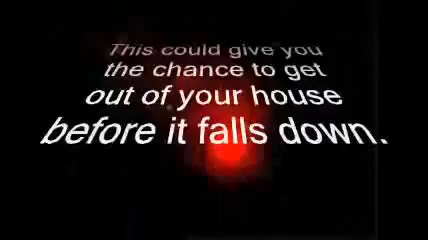 This could give you
the chance to get
out of your house
before it falls down.